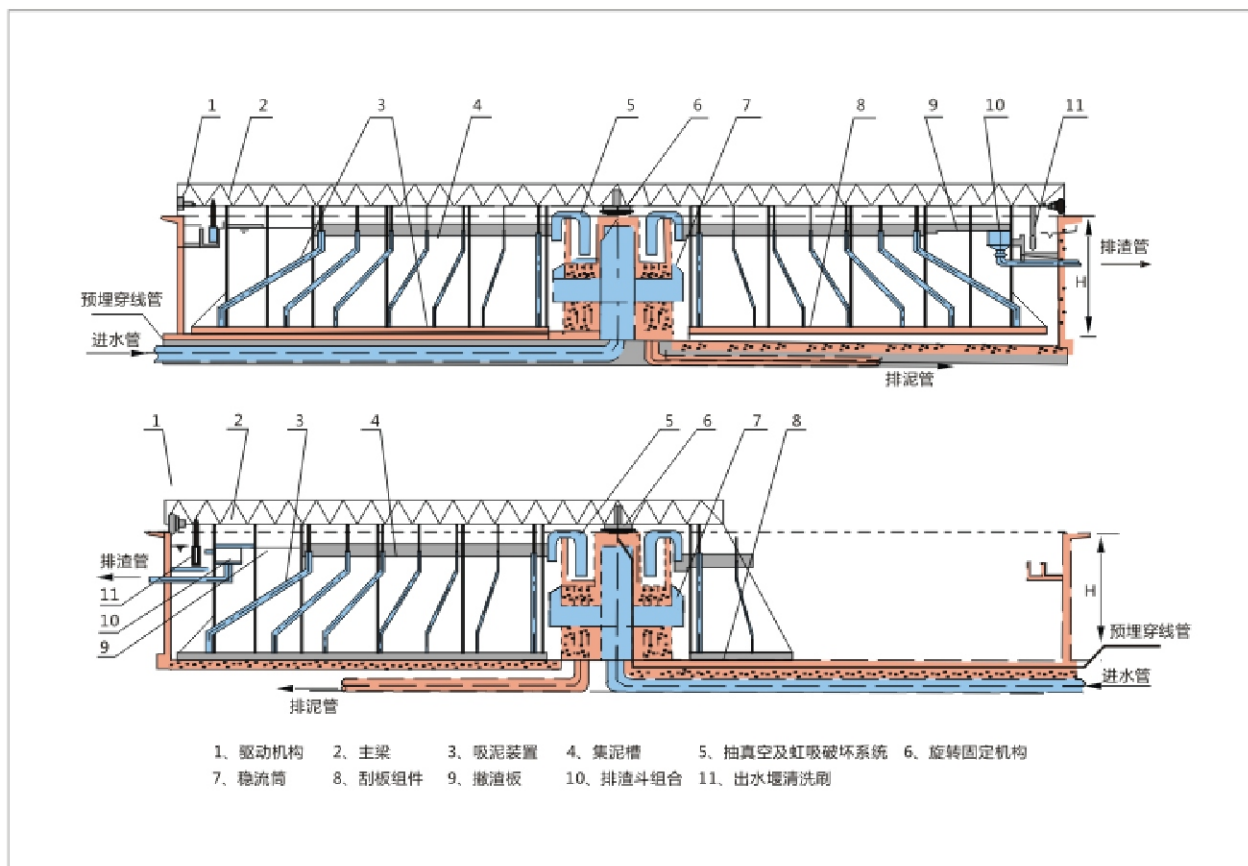 1 2 3 4 5 6 7 8 9 10 11
排渣管
H
预埋穿线管
进水管
排泥管
1 2 3 4 5 6 7 8
排渣管
11
10
9
H
预埋穿线管
进水管
排泥管
1、驱动机构 2、主梁 3、吸泥装置 4、集泥槽 5、抽真空及虹吸破坏系统 6、旋转固定机构
7、稳流筒 8、刮板组件 9、撇渣板 10、排渣斗组合 11、出水堰清洗刷